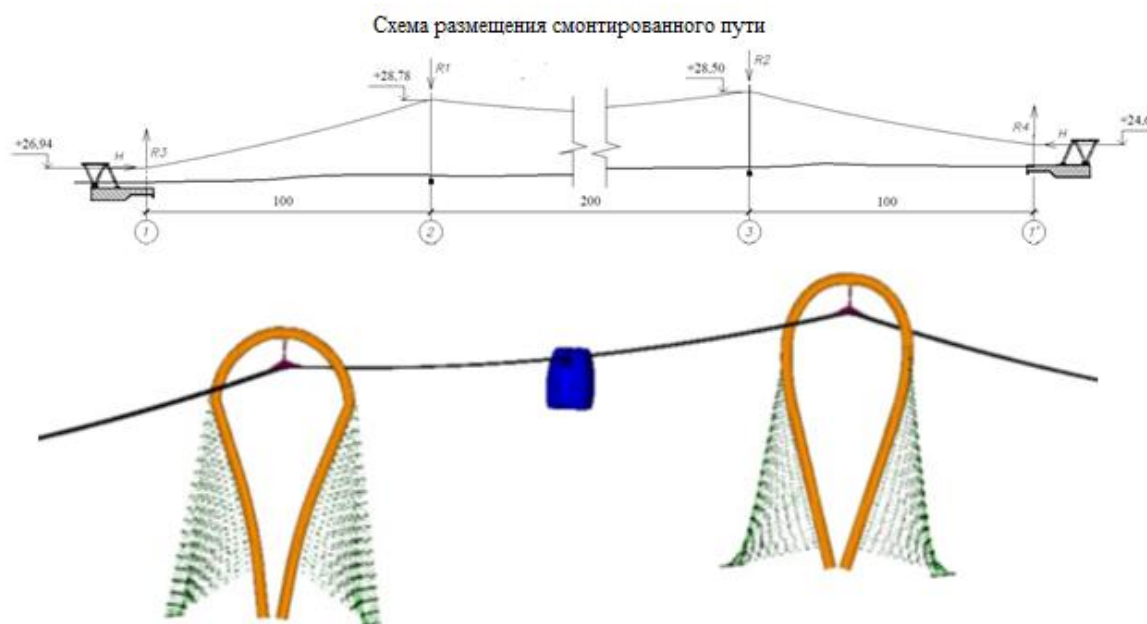 Схема размещения смонтированного пути
+28,78
R1
+28,50
R2
+26,94
H
R3
R4
H
100
200
100
1
2
3
1'